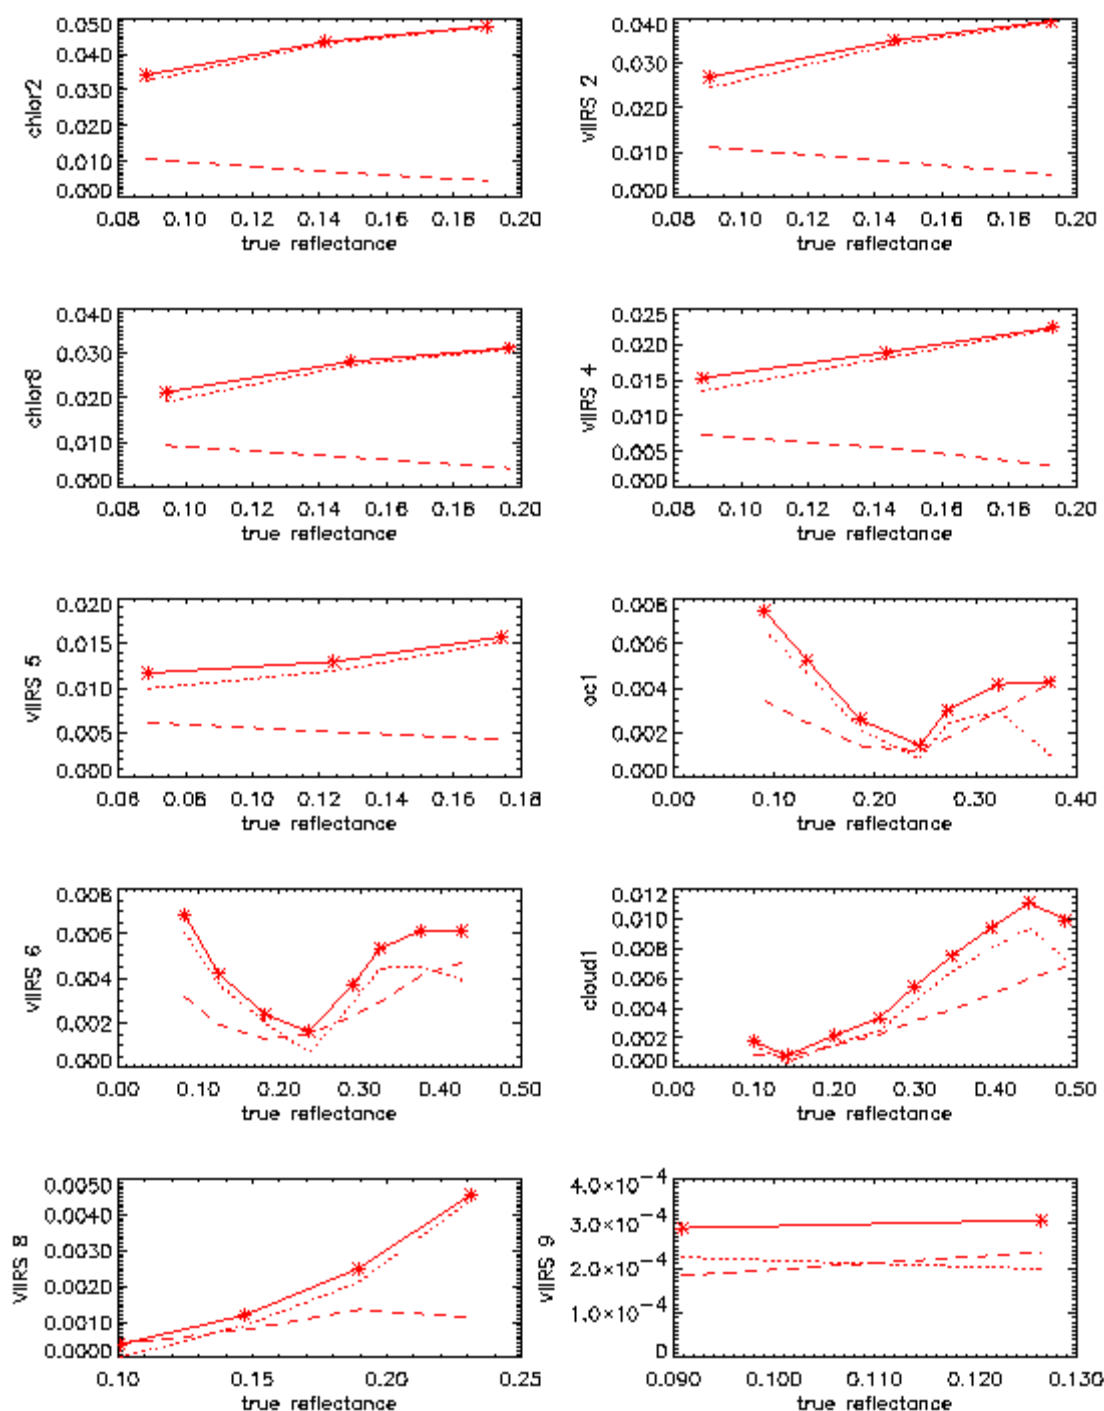 chlor2
0.050
0.040
0.030
0.020
0.010
0.000
0.08 0.10 0.12 0.14 0.16 0.18 0.20
true reflectance
VIIRS 2
0.040
0.030
0.020
0.010
0.000
0.08 0.10 0.12 0.14 0.16 0.18 0.20
true reflectance
chlor8
0.040
0.030
0.020
0.010
0.000
0.08 0.10 0.12 0.14 0.16 0.18 0.20
true reflectance
VIIRS 4
0.025
0.020
0.015
0.010
0.005
0.000
0.08 0.10 0.12 0.14 0.16 0.18 0.20
true reflectance
VIIRS 5
0.020
0.015
0.010
0.005
0.000
0.06 0.08 0.10 0.12 0.14 0.16 0.18
true reflectance
ac1
0.008
0.006
0.004
0.002
0.000
0.00 0.10 0.20 0.30 0.40
true reflectance
VIIRS 6
0.008
0.006
0.004
0.002
0.000
0.00 0.10 0.20 0.30 0.40 0.50
true reflectance
cloud1
0.012
0.010
0.008
0.006
0.004
0.002
0.000
0.00 0.10 0.20 0.30 0.40 0.50
true reflectance
VIIRS 8
0.0050
0.0040
0.0030
0.0020
0.0010
0.0000
0.10 0.15 0.20 0.25
true reflectance
VIIRS 9
4.0×10⁻⁴
3.0×10⁻⁴
2.0×10⁻⁴
1.0×10⁻⁴
0
0.090 0.100 0.110 0.120 0.130
true reflectance